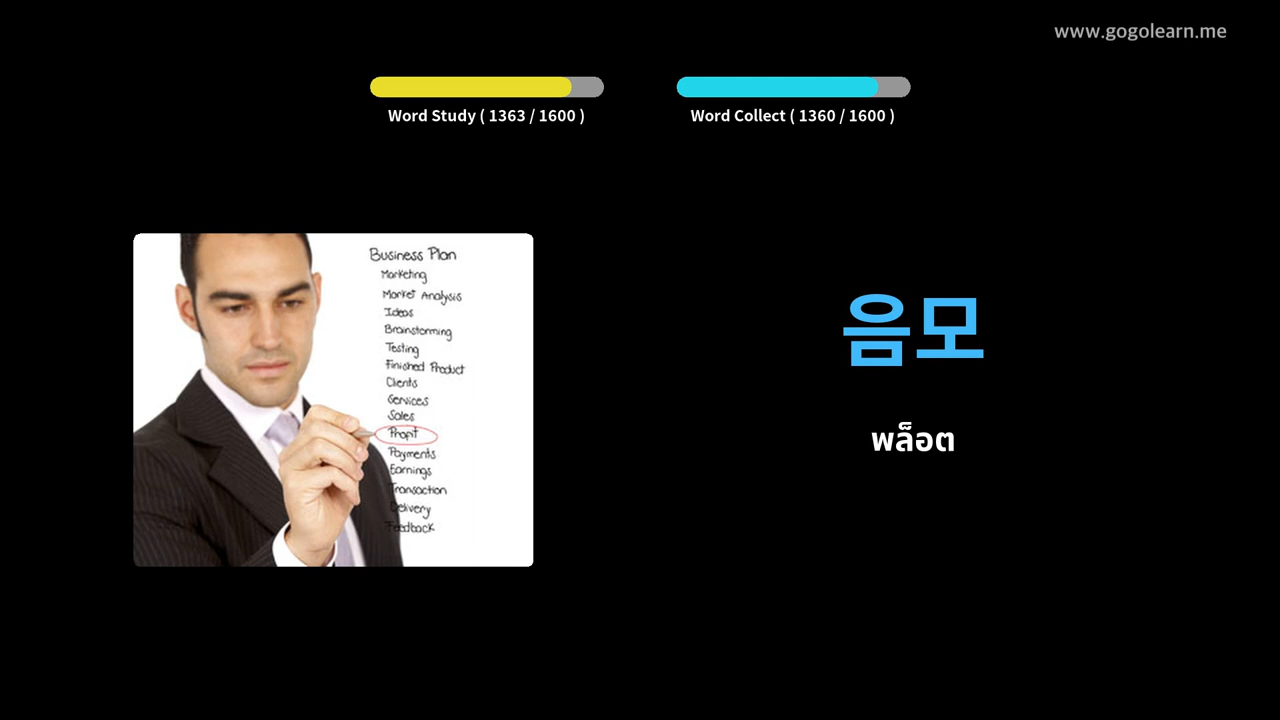 www.gogolearn.me
Word Study ( 1363 / 1600 )
Word Collect ( 1360 / 1600 )
Business Plan
Marketing
Market Analysis
Ideas
Brainstorming
Testing
Finished Product
Clients
Services
Sales
Profit
Payments
Earnings
Transaction
Delivery
Feedback
음모
พล็อต